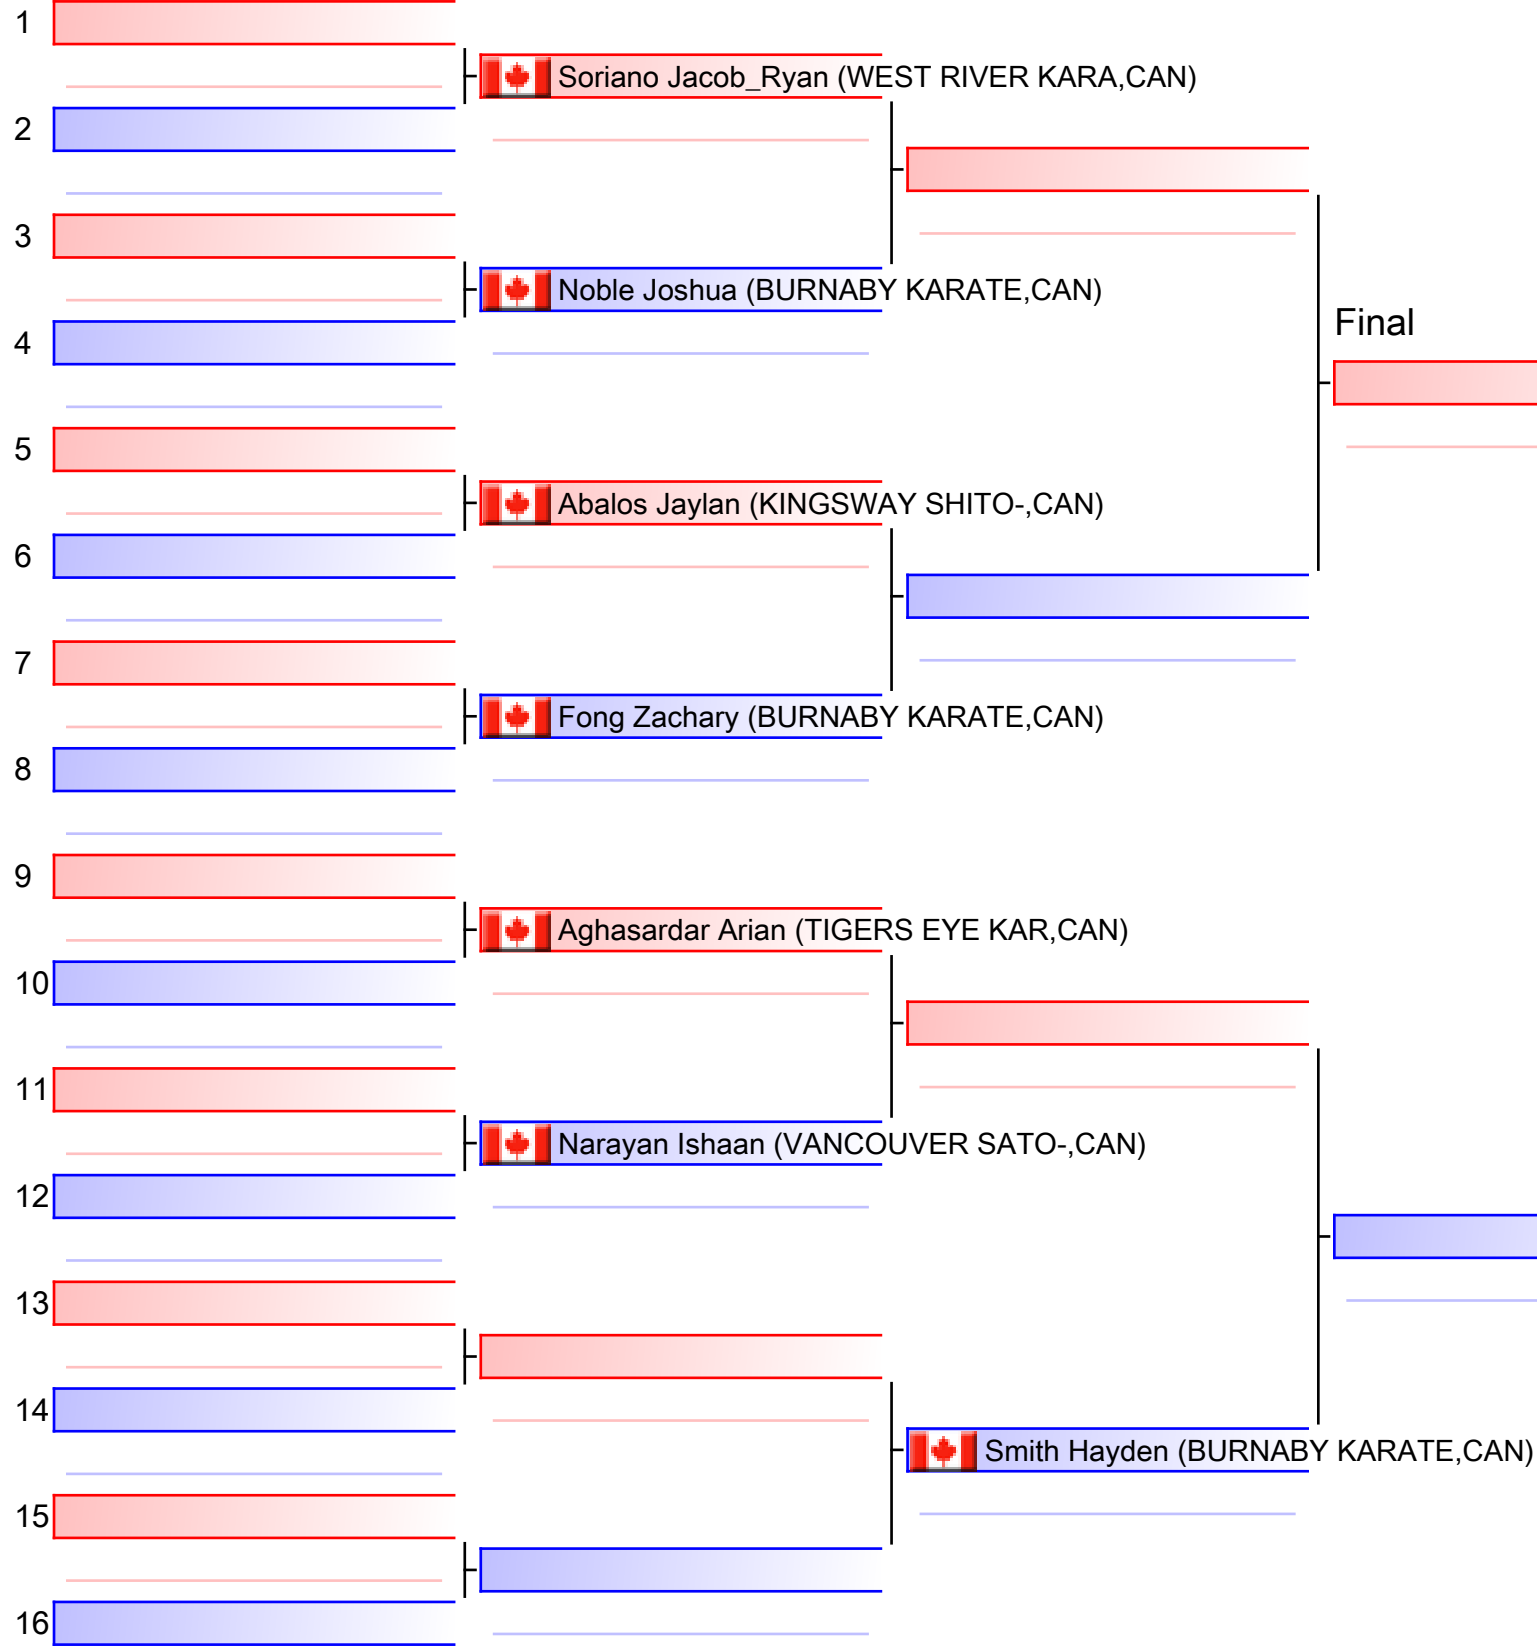 1
Soriano Jacob_Ryan (WEST RIVER KARA,CAN)
2
3
Noble Joshua (BURNABY KARATE,CAN)
4
Final
5
Abalos Jaylan (KINGSWAY SHITO-,CAN)
6
7
Fong Zachary (BURNABY KARATE,CAN)
8
9
Aghasardar Arian (TIGERS EYE KAR,CAN)
10
11
Narayan Ishaan (VANCOUVER SATO-,CAN)
12
13
14
Smith Hayden (BURNABY KARATE,CAN)
15
16